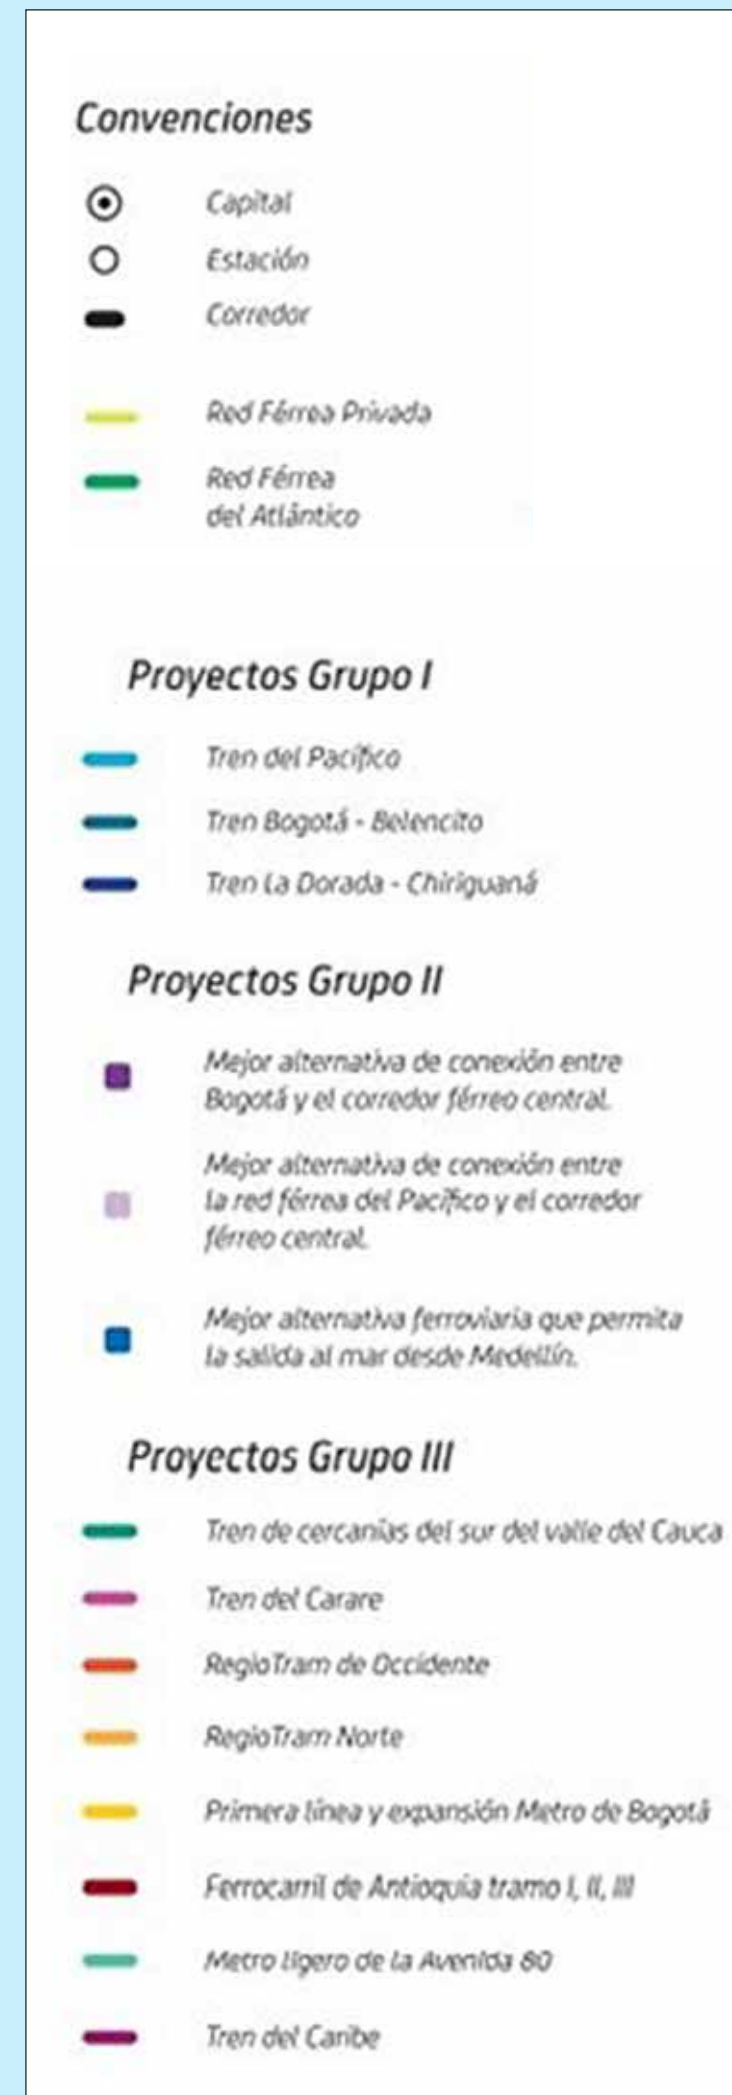 Convenciones
Capital
Estación
Corredor
Red Férrea Privada
Red Férrea
del Atlántico
Proyectos Grupo I
Tren del Pacífico
Tren Bogotá - Belencito
Tren La Dorada - Chiriguaná
Proyectos Grupo II
Mejor alternativa de conexión entre
Bogotá y el corredor férreo central.
Mejor alternativa de conexión entre
la red férrea del Pacífico y el corredor
férreo central.
Mejor alternativa ferroviaria que permita
la salida al mar desde Medellín.
Proyectos Grupo III
Tren de cercanías del sur del valle del Cauca
Tren del Carare
RegioTram de Occidente
RegioTram Norte
Primera línea y expansión Metro de Bogotá
Ferrocarril de Antioquia tramo I, II, III
Metro ligero de la Avenida 80
Tren del Caribe